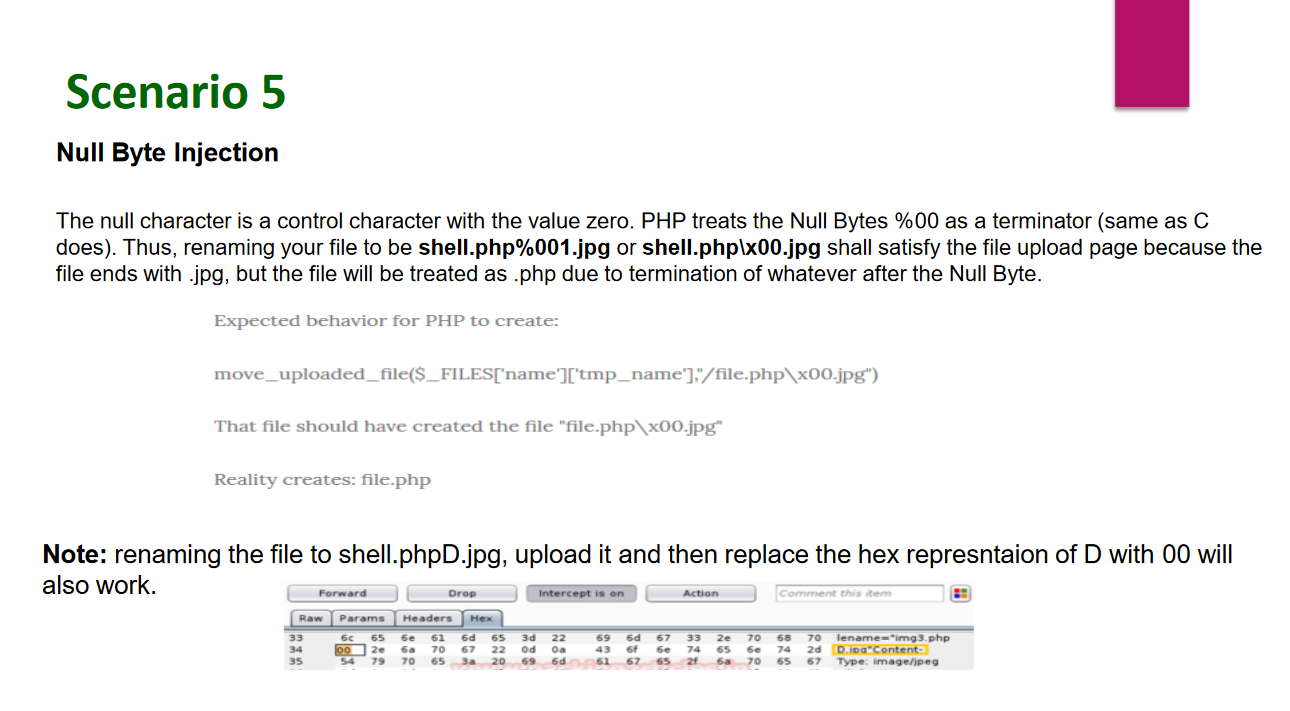 Scenario 5
Null Byte Injection
The null character is a control character with the value zero. PHP treats the Null Bytes %00 as a terminator (same as C
does). Thus, renaming your file to be shell.php%001.jpg or shell.php\x00.jpg shall satisfy the file upload page because the
file ends with .jpg, but the file will be treated as .php due to termination of whatever after the Null Byte.
Expected behavior for PHP to create:
move_uploaded_file($_FILES['name']['tmp_name'],"/file.php\x00.jpg")
That file should have created the file "file.php\x00.jpg"
Reality creates: file.php
Note: renaming the file to shell.phpD.jpg, upload it and then replace the hex represntaion of D with 00 will
also work.
Forward Drop Intercept is on Action Comment this item
Raw Params Headers Hex
33 6c 65 6e 61 6d 65 3d 22 69 6d 67 33 2e 70 68 70 lename="img3.php
34 00 2e 6a 70 67 22 0d 0a 43 6f 6e 74 65 6e 74 2d D.jpg"Content-
35 54 79 70 65 3a 20 69 6d 61 67 65 2f 6a 70 65 67 Type: image/jpeg